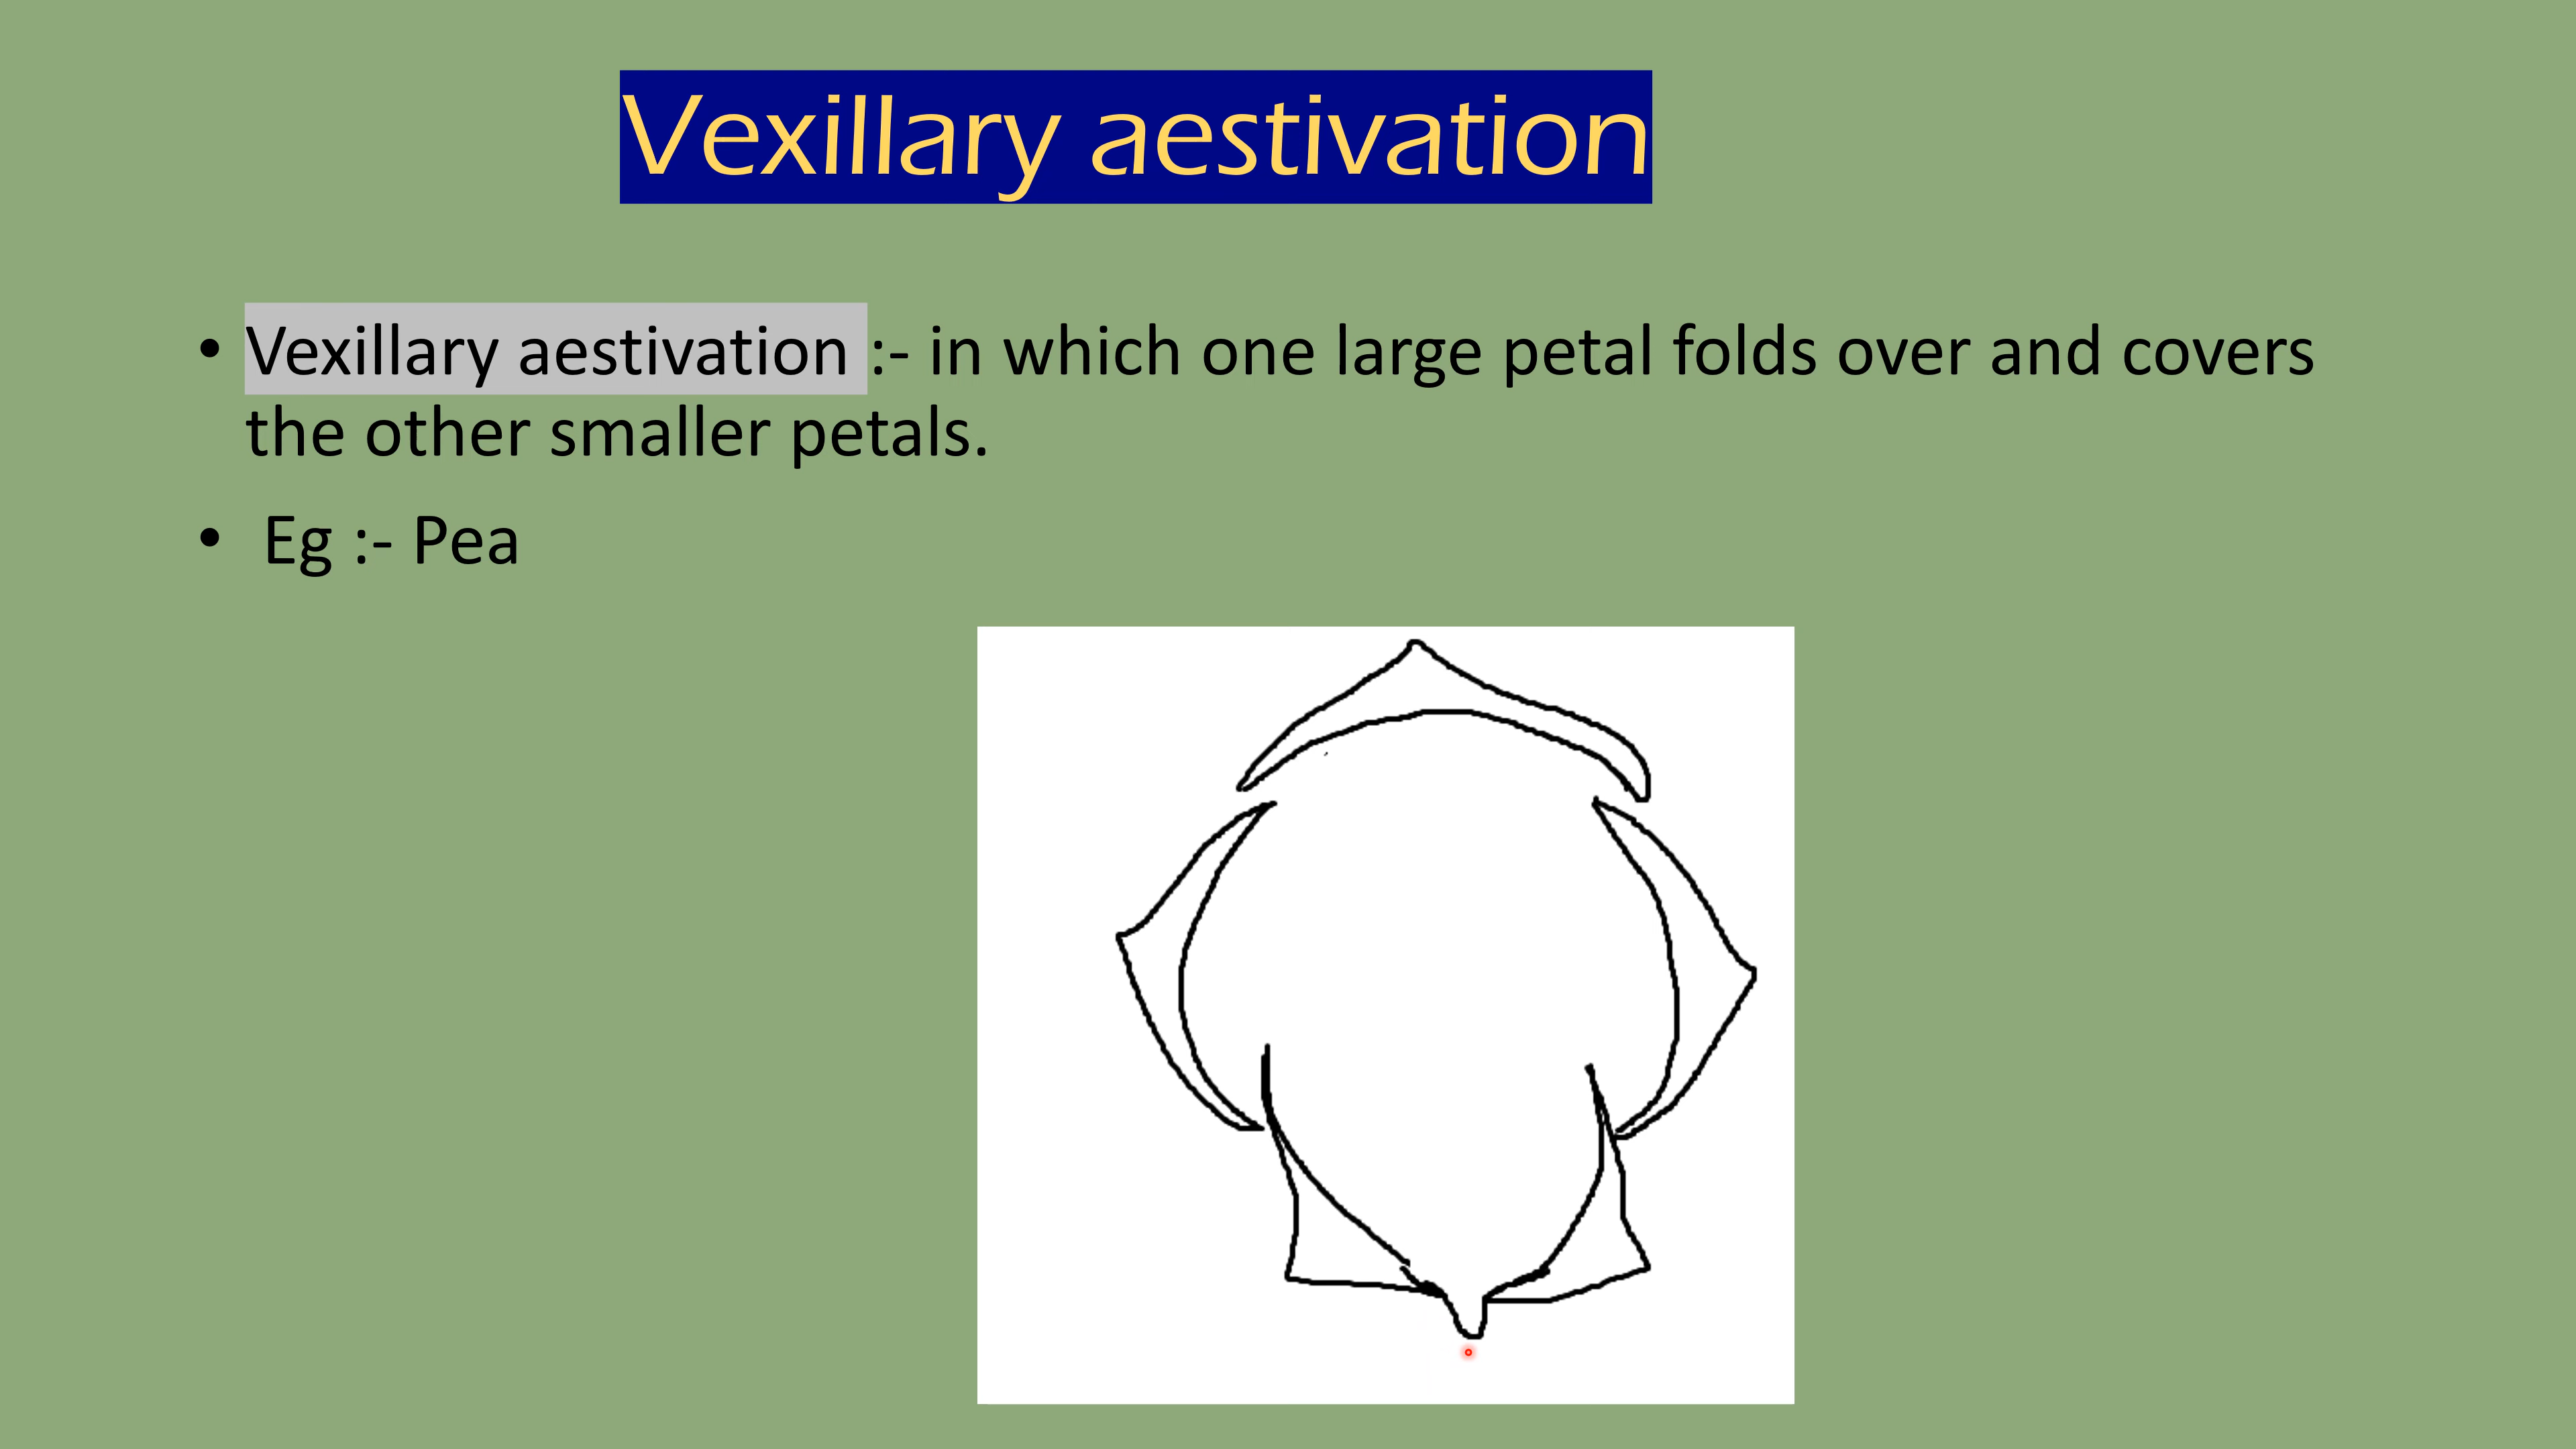 Vexillary aestivation
• Vexillary aestivation :- in which one large petal folds over and covers
the other smaller petals.
• Eg :- Pea